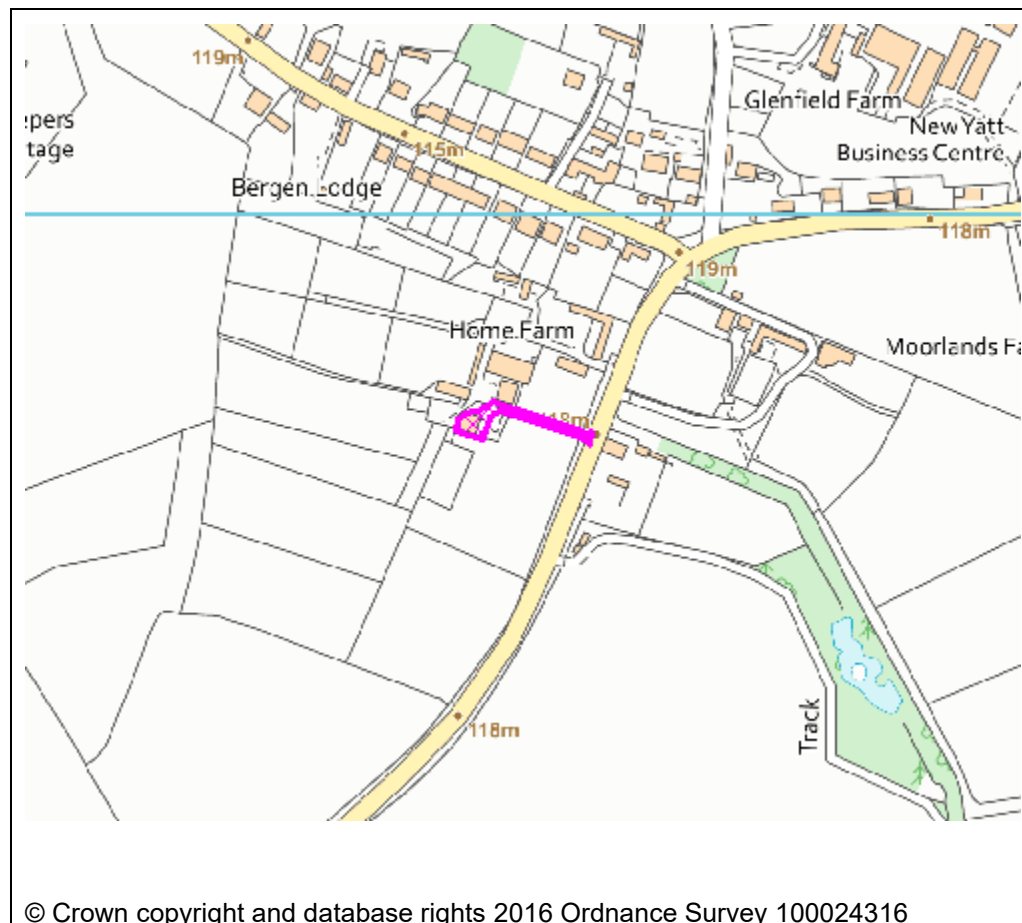 119m
Glenfield Farm
epers
tage
115m
New Yatt
Business Centre
Bergen Lodge
118m
119m
Home Farm
Moorlands Fa
118m
Track
118m
© Crown copyright and database rights 2016 Ordnance Survey 100024316